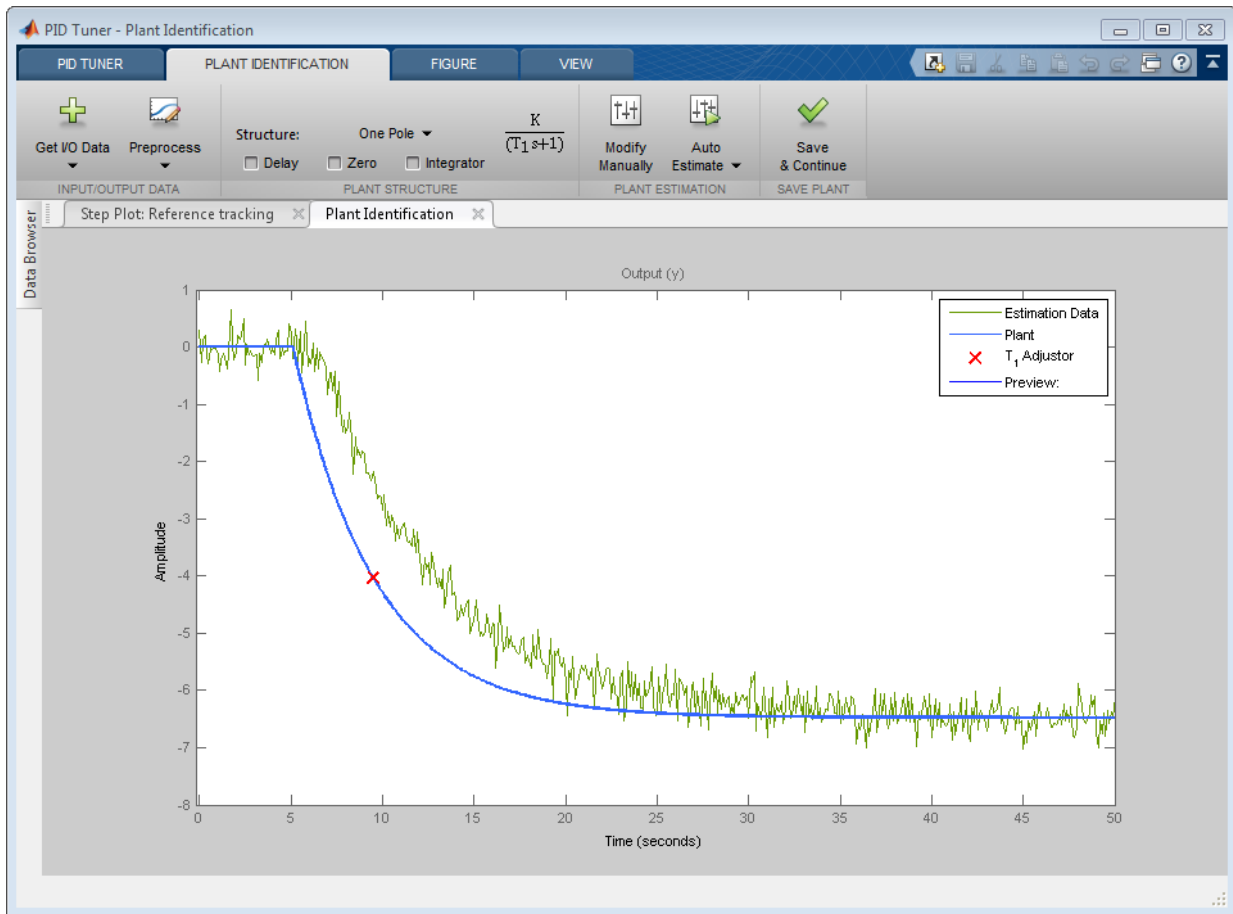 PID Tuner - Plant Identification
PID TUNER PLANT IDENTIFICATION FIGURE VIEW
Get I/O Data Preprocess
Structure: One Pole
Delay Zero Integrator
K
(T1s+1)
Modify Manually
Auto Estimate
Save & Continue
INPUT/OUTPUT DATA PLANT STRUCTURE PLANT ESTIMATION SAVE PLANT
Data Browser
Step Plot: Reference tracking Plant Identification
Output (y)
Estimation Data
Plant
T1 Adjustor
Preview:
Amplitude
1
0
-1
-2
-3
-4
-5
-6
-7
-8
0 5 10 15 20 25 30 35 40 45 50
Time (seconds)